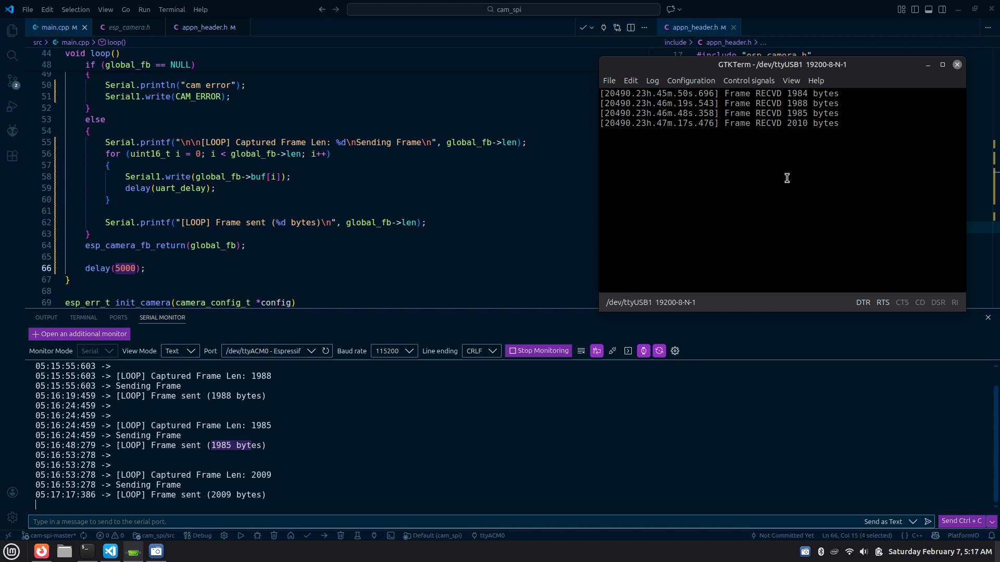 File Edit Selection View Go Run Terminal Help
cam_spi
main.cpp M
esp_camera.h
appn_header.h M
appn_header.h M
src > main.cpp > loop()
include > appn_header.h > ...
44 void loop()
48 if (global_fb == NULL)
49 {
50 Serial.println("cam error");
51 Serial1.write(CAM_ERROR);
52 }
53 else
54 {
55 Serial.printf("\n\n[LOOP] Captured Frame Len: %d\nSending Frame\n", global_fb->len);
56 for (uint16_t i = 0; i < global_fb->len; i++)
57 {
58 Serial1.write(global_fb->buf[i]);
59 delay(uart_delay);
60 }
61
62 Serial.printf("[LOOP] Frame sent (%d bytes)\n", global_fb->len);
63 }
64 esp_camera_fb_return(global_fb);
65
66 delay(5000);
67 }
68
69 esp_err_t init_camera(camera_config_t *config)
17 #include "esp_camera.h"
GTKTerm - /dev/ttyUSB1 19200-8-N-1
File Edit Log Configuration Control signals View Help
[20490.23h.45m.50s.696] Frame RECVD 1984 bytes
[20490.23h.46m.19s.543] Frame RECVD 1988 bytes
[20490.23h.46m.48s.358] Frame RECVD 1985 bytes
[20490.23h.47m.17s.476] Frame RECVD 2010 bytes
/dev/ttyUSB1 19200-8-N-1
DTR RTS CTS CD DSR RI
OUTPUT TERMINAL PORTS SERIAL MONITOR
Open an additional monitor
Monitor Mode Serial View Mode Text Port /dev/ttyACM0 - Espressif Baud rate 115200 Line ending CRLF Stop Monitoring
05:15:55:603 ->
05:15:55:603 -> [LOOP] Captured Frame Len: 1988
05:15:55:603 -> Sending Frame
05:16:19:459 -> [LOOP] Frame sent (1988 bytes)
05:16:24:459 ->
05:16:24:459 ->
05:16:24:459 -> [LOOP] Captured Frame Len: 1985
05:16:24:459 -> Sending Frame
05:16:48:279 -> [LOOP] Frame sent (1985 bytes)
05:16:53:278 ->
05:16:53:278 ->
05:16:53:278 -> [LOOP] Captured Frame Len: 2009
05:16:53:278 -> Sending Frame
05:17:17:386 -> [LOOP] Frame sent (2009 bytes)
Type in a message to send to the serial port.
Send as Text
Send Ctrl + C
2
cam-spi-master* 0 0 cam_spi/src Debug Default (cam_spi) ttyACM0
Not Committed Yet Ln 66, Col 15 (4 selected) {} C++ PlatformIO
Saturday February 7, 5:17 AM